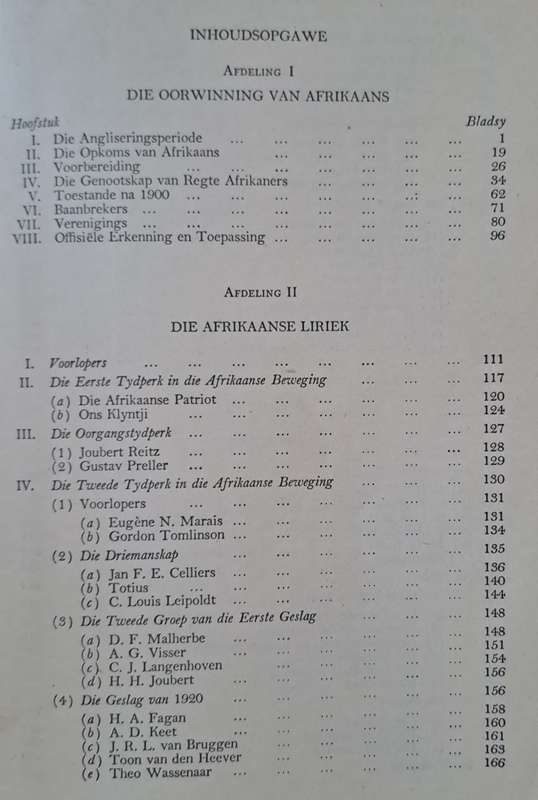 INHOUDSOPGAWE
AFDELING I
DIE OORWINNING VAN AFRIKAANS
Hoofstuk Bladsy
I. Die Angliseringsperiode ... ... ... ... ... ... 1
II. Die Opkoms van Afrikaans ... ... ... ... ... 19
III. Voorbereiding ... ... ... ... ... ... 26
IV. Die Genootskap van Regte Afrikaners ... ... ... ... 34
V. Toestande na 1900 ... ... ... ... ... ... ... 62
VI. Baanbrekers ... ... ... ... ... ... ... ... 71
VII. Verenigings ... ... ... ... ... ... ... ... 80
VIII. Offisiële Erkenning en Toepassing ... ... ... ... ... 96
AFDELING II
DIE AFRIKAANSE LIRIEK
I. Voorlopers ... ... ... ... ... ... ... ... 111
II. Die Eerste Tydperk in die Afrikaanse Beweging ... ... ... 117
(a) Die Afrikaanse Patriot ... ... ... ... ... ... 120
(b) Ons Klyntji ... ... ... ... ... ... ... 124
III. Die Oorgangstydperk ... ... ... ... ... ... ... 127
(1) Joubert Reitz ... ... ... ... ... ... ... 128
(2) Gustav Preller ... ... ... ... ... ... ... 129
IV. Die Tweede Tydperk in die Afrikaanse Beweging ... ... ... 130
(1) Voorlopers ... ... ... ... ... ... ... 131
(a) Eugène N. Marais ... ... ... ... ... ... 131
(b) Gordon Tomlinson ... ... ... ... ... ... 134
(2) Die Driemanskap ... ... ... ... ... ... 135
(a) Jan F. E. Celliers ... ... ... ... ... ... 136
(b) Totius ... ... ... ... ... ... ... 140
(c) C. Louis Leipoldt ... ... ... ... ... ... 144
(3) Die Tweede Groep van die Eerste Geslag ... ... ... 148
(a) D. F. Malherbe ... ... ... ... ... ... 148
(b) A. G. Visser ... ... ... ... ... ... 151
(c) C. J. Langenhoven ... ... ... ... ... ... 154
(d) H. H. Joubert ... ... ... ... ... ... 156
(4) Die Geslag van 1920 ... ... ... ... ... ... 156
(a) H. A. Fagan ... ... ... ... ... ... 158
(b) A. D. Keet ... ... ... ... ... ... 160
(c) J. R. L. van Bruggen ... ... ... ... ... ... 161
(d) Toon van den Heever ... ... ... ... ... ... 163
(e) Theo Wassenaar ... ... ... ... ... ... 166